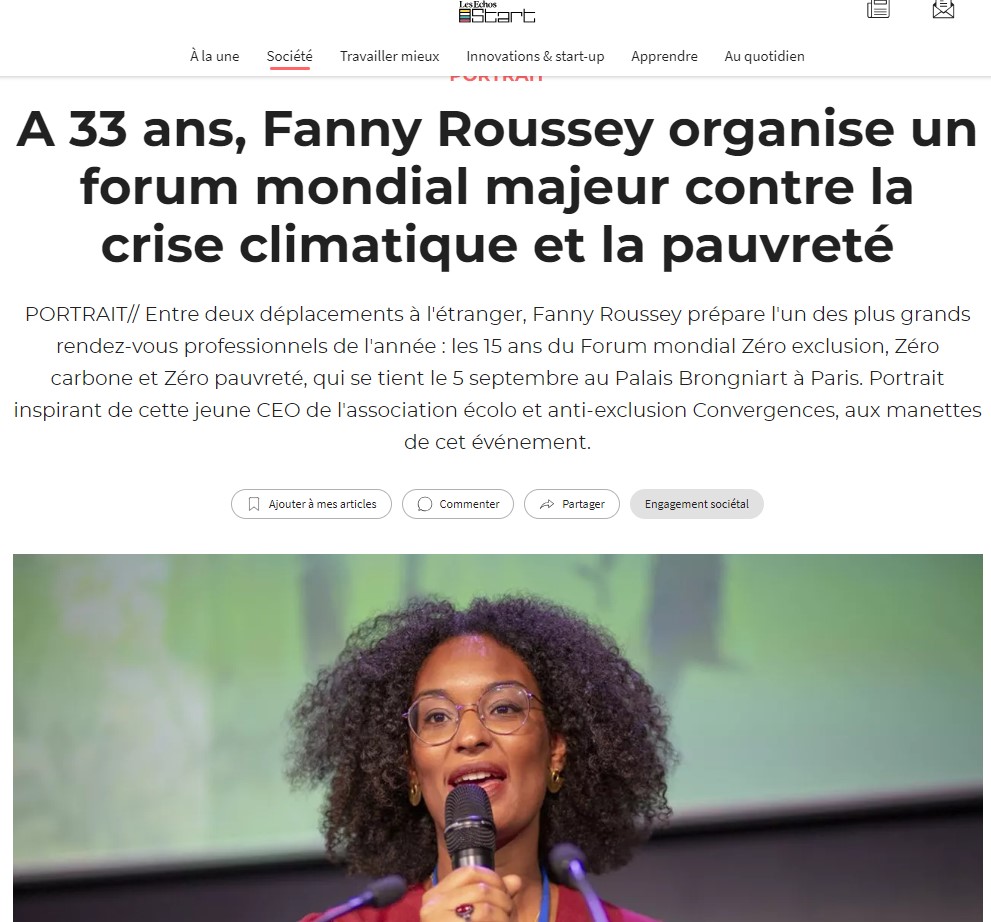 Les Echos
Start
À la une Société Travailler mieux Innovations & start-up Apprendre Au quotidien
PORTRAIT
A 33 ans, Fanny Roussey organise un
forum mondial majeur contre la
crise climatique et la pauvreté
PORTRAIT// Entre deux déplacements à l'étranger, Fanny Roussey prépare l'un des plus grands
rendez-vous professionnels de l'année : les 15 ans du Forum mondial Zéro exclusion, Zéro
carbone et Zéro pauvreté, qui se tient le 5 septembre au Palais Brongniart à Paris. Portrait
inspirant de cette jeune CEO de l'association écolo et anti-exclusion Convergences, aux manettes
de cet événement.
Ajouter à mes articles Commenter Partager Engagement sociétal